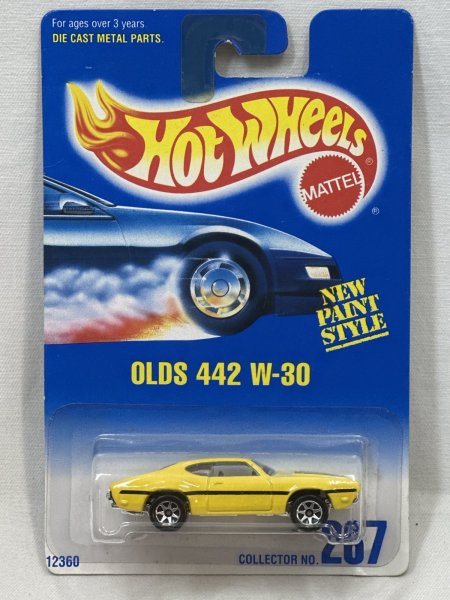 For ages over 3 years.
DIE CAST METAL PARTS.
HOT WHEELS
®
MATTEL
®
NEW
PAINT
STYLE
OLDS 442 W-30
12360
COLLECTOR NO. 267